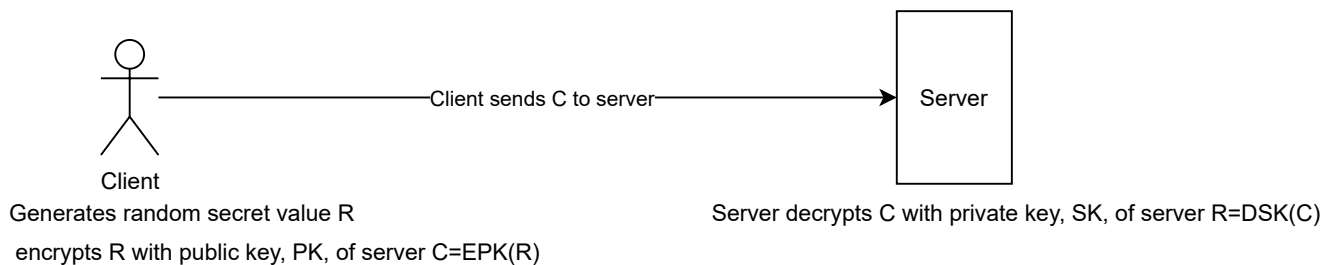 Client sends C to server
Server
Client
Generates random secret value R
encrypts R with public key, PK, of server C=EPK(R)
Server decrypts C with private key, SK, of server R=DSK(C)